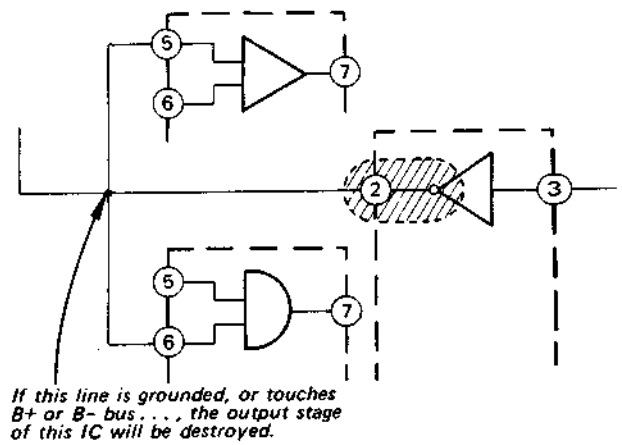 5
7
6
2
3
5
7
6
If this line is grounded, or touches
B+ or B- bus . . . , the output stage
of this IC will be destroyed.